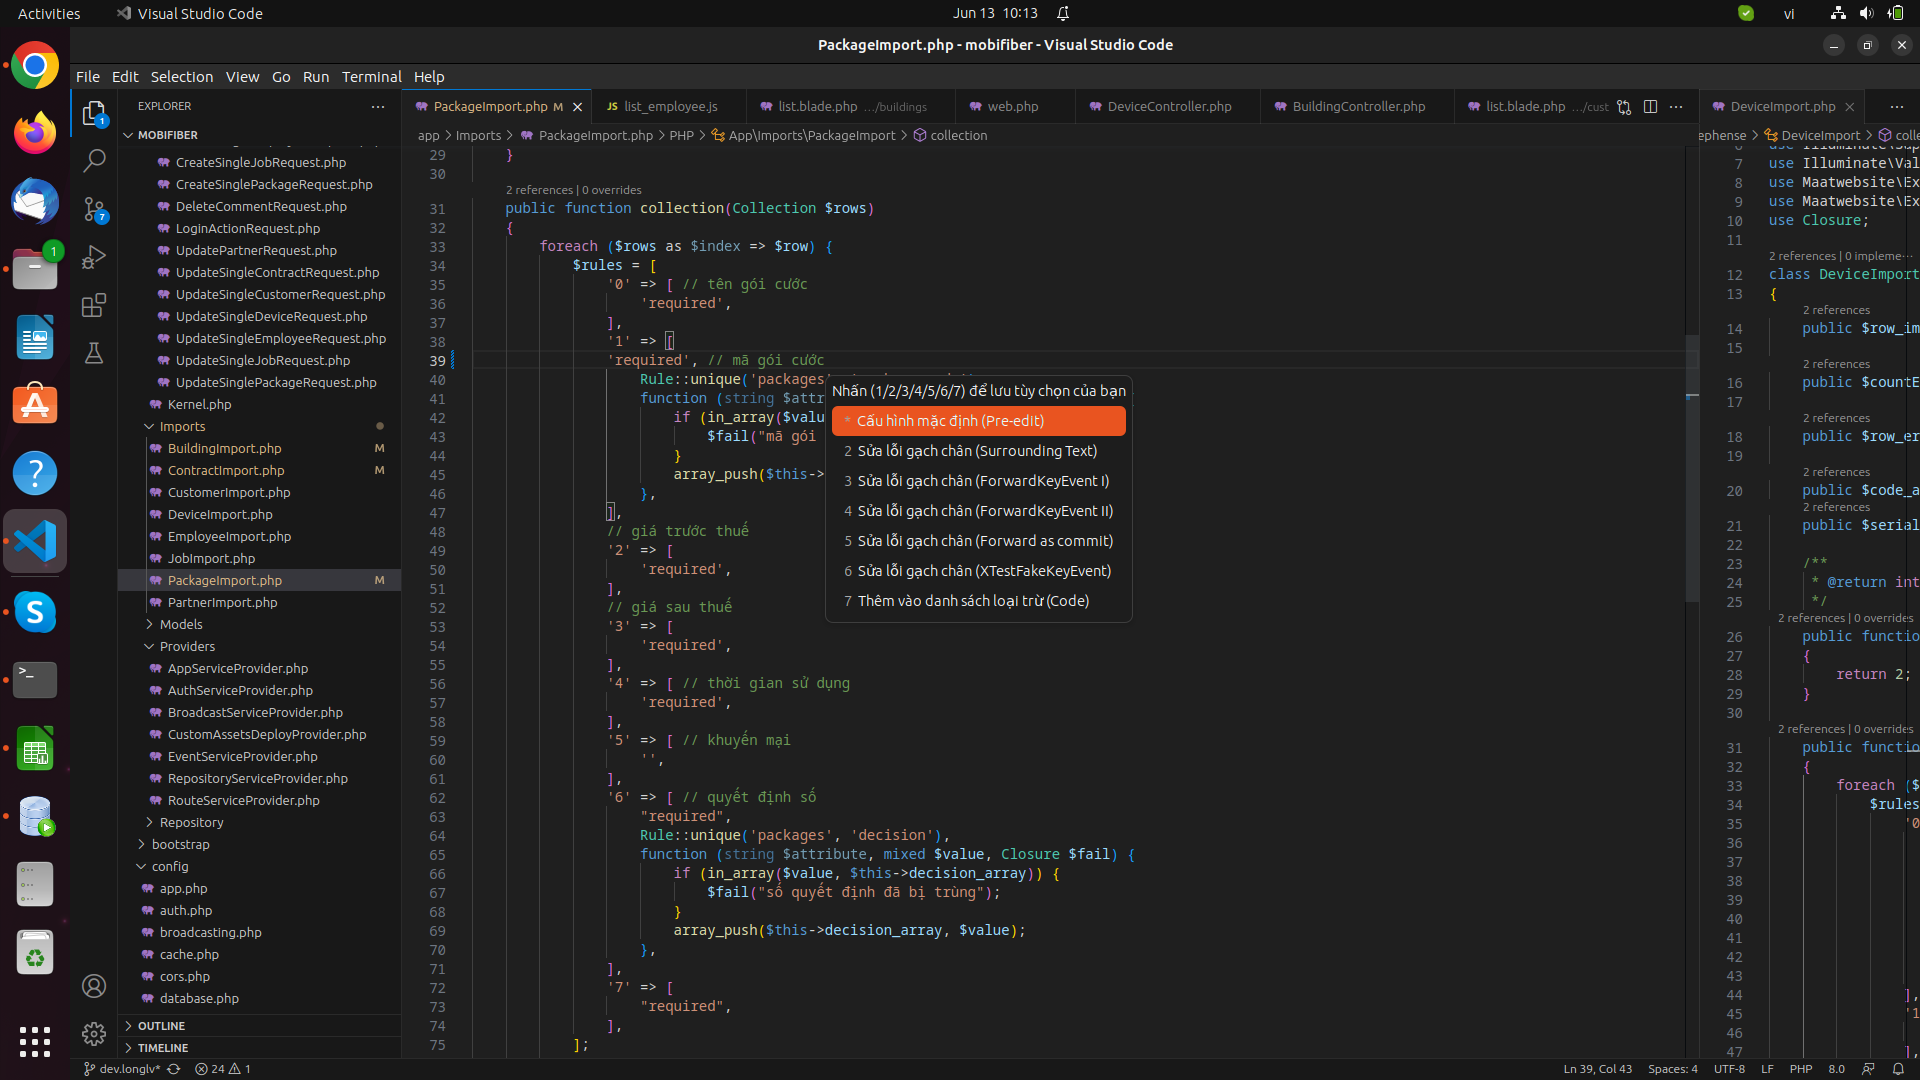 Activities
Visual Studio Code
Jun 13 10:13
vi
PackageImport.php - mobifiber - Visual Studio Code
File Edit Selection View Go Run Terminal Help
EXPLORER
MOBIFIBER
CreateSingleJobRequest.php
CreateSinglePackageRequest.php
DeleteCommentRequest.php
LoginActionRequest.php
UpdatePartnerRequest.php
UpdateSingleContractRequest.php
UpdateSingleCustomerRequest.php
UpdateSingleDeviceRequest.php
UpdateSingleEmployeeRequest.php
UpdateSingleJobRequest.php
UpdateSinglePackageRequest.php
Kernel.php
Imports
BuildingImport.php M
ContractImport.php M
CustomerImport.php
DeviceImport.php
EmployeeImport.php
JobImport.php
PackageImport.php M
PartnerImport.php
Models
Providers
AppServiceProvider.php
AuthServiceProvider.php
BroadcastServiceProvider.php
CustomAssetsDeployProvider.php
EventServiceProvider.php
RepositoryServiceProvider.php
RouteServiceProvider.php
Repository
bootstrap
config
app.php
auth.php
broadcasting.php
cache.php
cors.php
database.php
OUTLINE
TIMELINE
PackageImport.php M
JS list_employee.js
list.blade.php .../buildings
web.php
DeviceController.php
BuildingController.php
list.blade.php .../cust
app > Imports > PackageImport.php > PHP > App\Imports\PackageImport > collection
29 }
30
2 references | 0 overrides
31 public function collection(Collection $rows)
32 {
33 foreach ($rows as $index => $row) {
34 $rules = [
35 '0' => [ // tên gói cước
36 'required',
37 ],
38 '1' => [
39 'required', // mã gói cước
40 Rule::unique('packages'
41 function (string $attr
42 if (in_array($valu
43 $fail("mã gói
44 }
45 array_push($this->
46 },
47 ],
48 // giá trước thuế
49 '2' => [
50 'required',
51 ],
52 // giá sau thuế
53 '3' => [
54 'required',
55 ],
56 '4' => [ // thời gian sử dụng
57 'required',
58 ],
59 '5' => [ // khuyến mại
60 '',
61 ],
62 '6' => [ // quyết định số
63 "required",
64 Rule::unique('packages', 'decision'),
65 function (string $attribute, mixed $value, Closure $fail) {
66 if (in_array($value, $this->decision_array)) {
67 $fail("số quyết định đã bị trùng");
68 }
69 array_push($this->decision_array, $value);
70 },
71 ],
72 '7' => [
73 "required",
74 ],
75 ];
Nhấn (1/2/3/4/5/6/7) để lưu tùy chọn của bạn
* Cấu hình mặc định (Pre-edit)
2 Sửa lỗi gạch chân (Surrounding Text)
3 Sửa lỗi gạch chân (ForwardKeyEvent I)
4 Sửa lỗi gạch chân (ForwardKeyEvent II)
5 Sửa lỗi gạch chân (Forward as commit)
6 Sửa lỗi gạch chân (XTestFakeKeyEvent)
7 Thêm vào danh sách loại trừ (Code)
DeviceImport.php
ephense > DeviceImport > colle
7 use Illuminate\Val
8 use Maatwebsite\Ex
9 use Maatwebsite\Ex
10 use Closure;
11
2 references | 0 impleme...
12 class DeviceImport
13 {
2 references
14 public $row_im
15
2 references
16 public $countE
17
2 references
18 public $row_er
19
2 references
20 public $code_a
2 references
21 public $serial
22
23 /**
24 * @return int
25 */
2 references | 0 overrides
26 public functio
27 {
28 return 2;
29 }
30
2 references | 0 overrides
31 public functio
32 {
33 foreach ($
34 $rules
35 '0
36
37
38
39
40
41
42
43
44 ],
45 '1
46
47 ],
dev.longlv* 24 1
Ln 39, Col 43 Spaces: 4 UTF-8 LF PHP 8.0